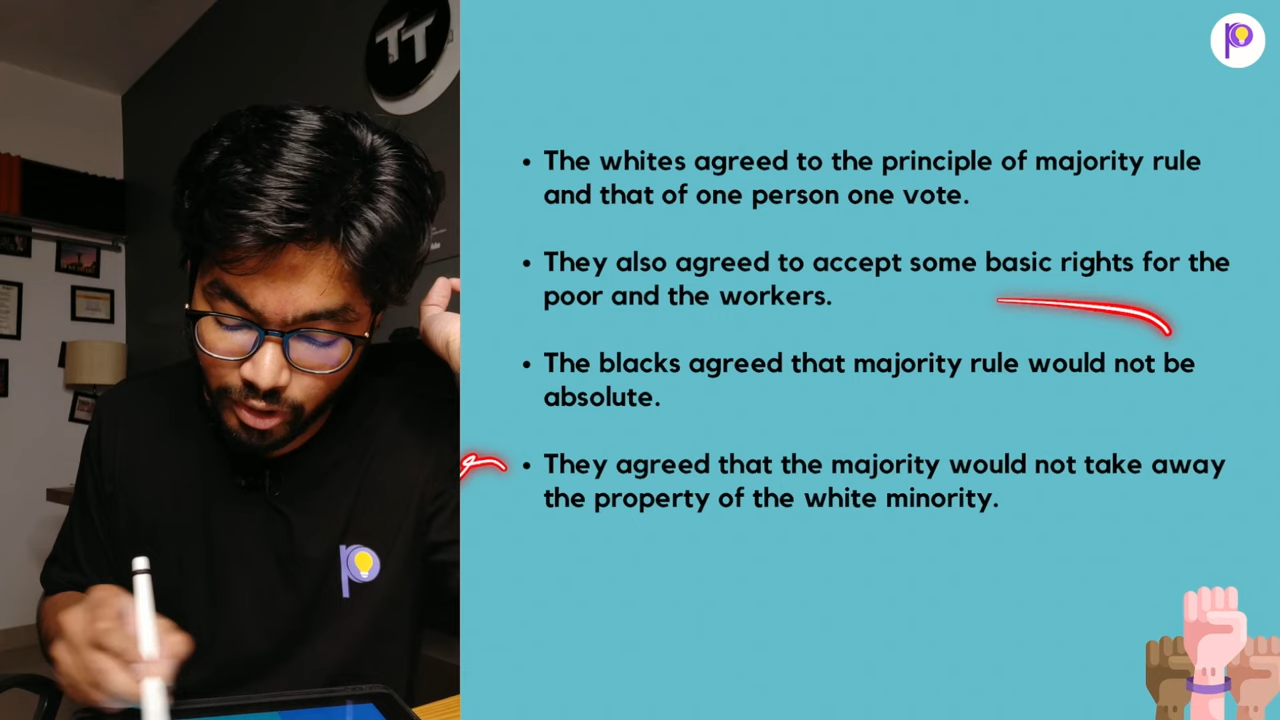 TT
• The whites agreed to the principle of majority rule
and that of one person one vote.
• They also agreed to accept some basic rights for the
poor and the workers.
• The blacks agreed that majority rule would not be
absolute.
• They agreed that the majority would not take away
the property of the white minority.